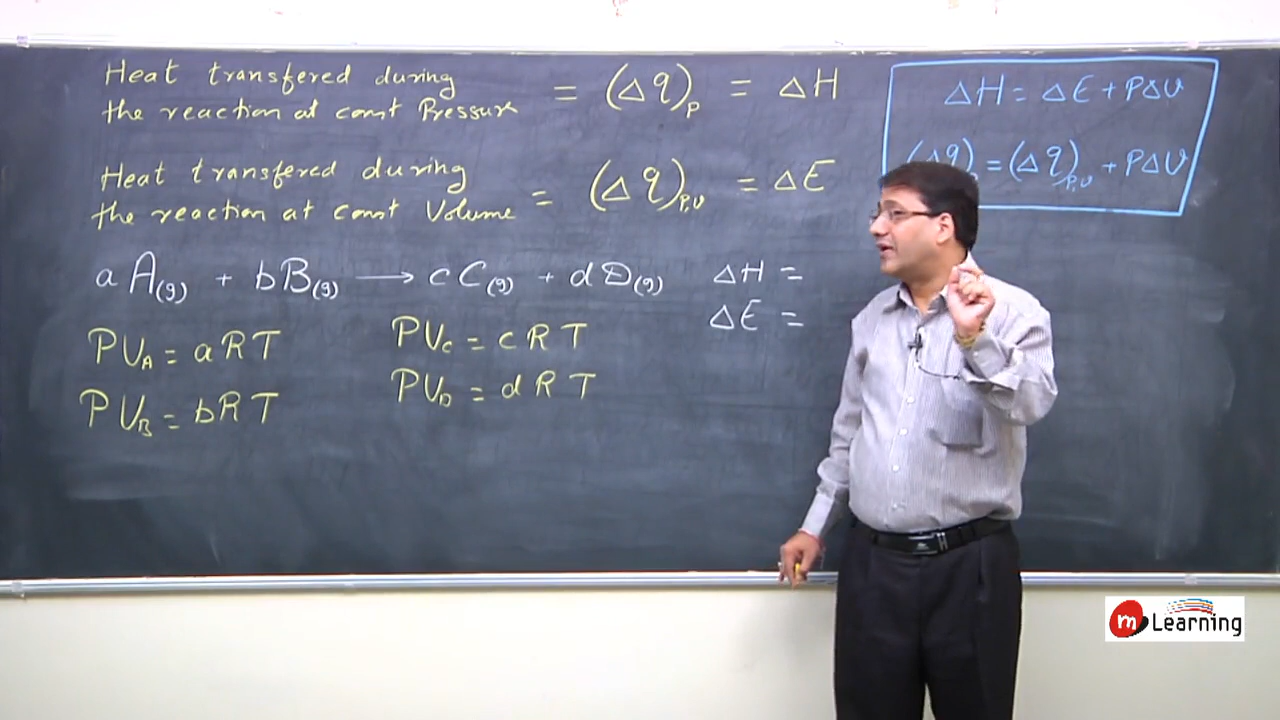 Heat transfered during
the reaction at const Pressure = (Δq)P = ΔH
Heat transfered during
the reaction at const Volume = (Δq)P,V = ΔE
ΔH = ΔE + PΔV
(Δq)P = (Δq)P,V + PΔV
aA(g) + bB(g) → cC(g) + dD(g)
ΔH =
ΔE =
PVA = aRT
PVB = bRT
PVC = cRT
PVD = dRT
m Learning